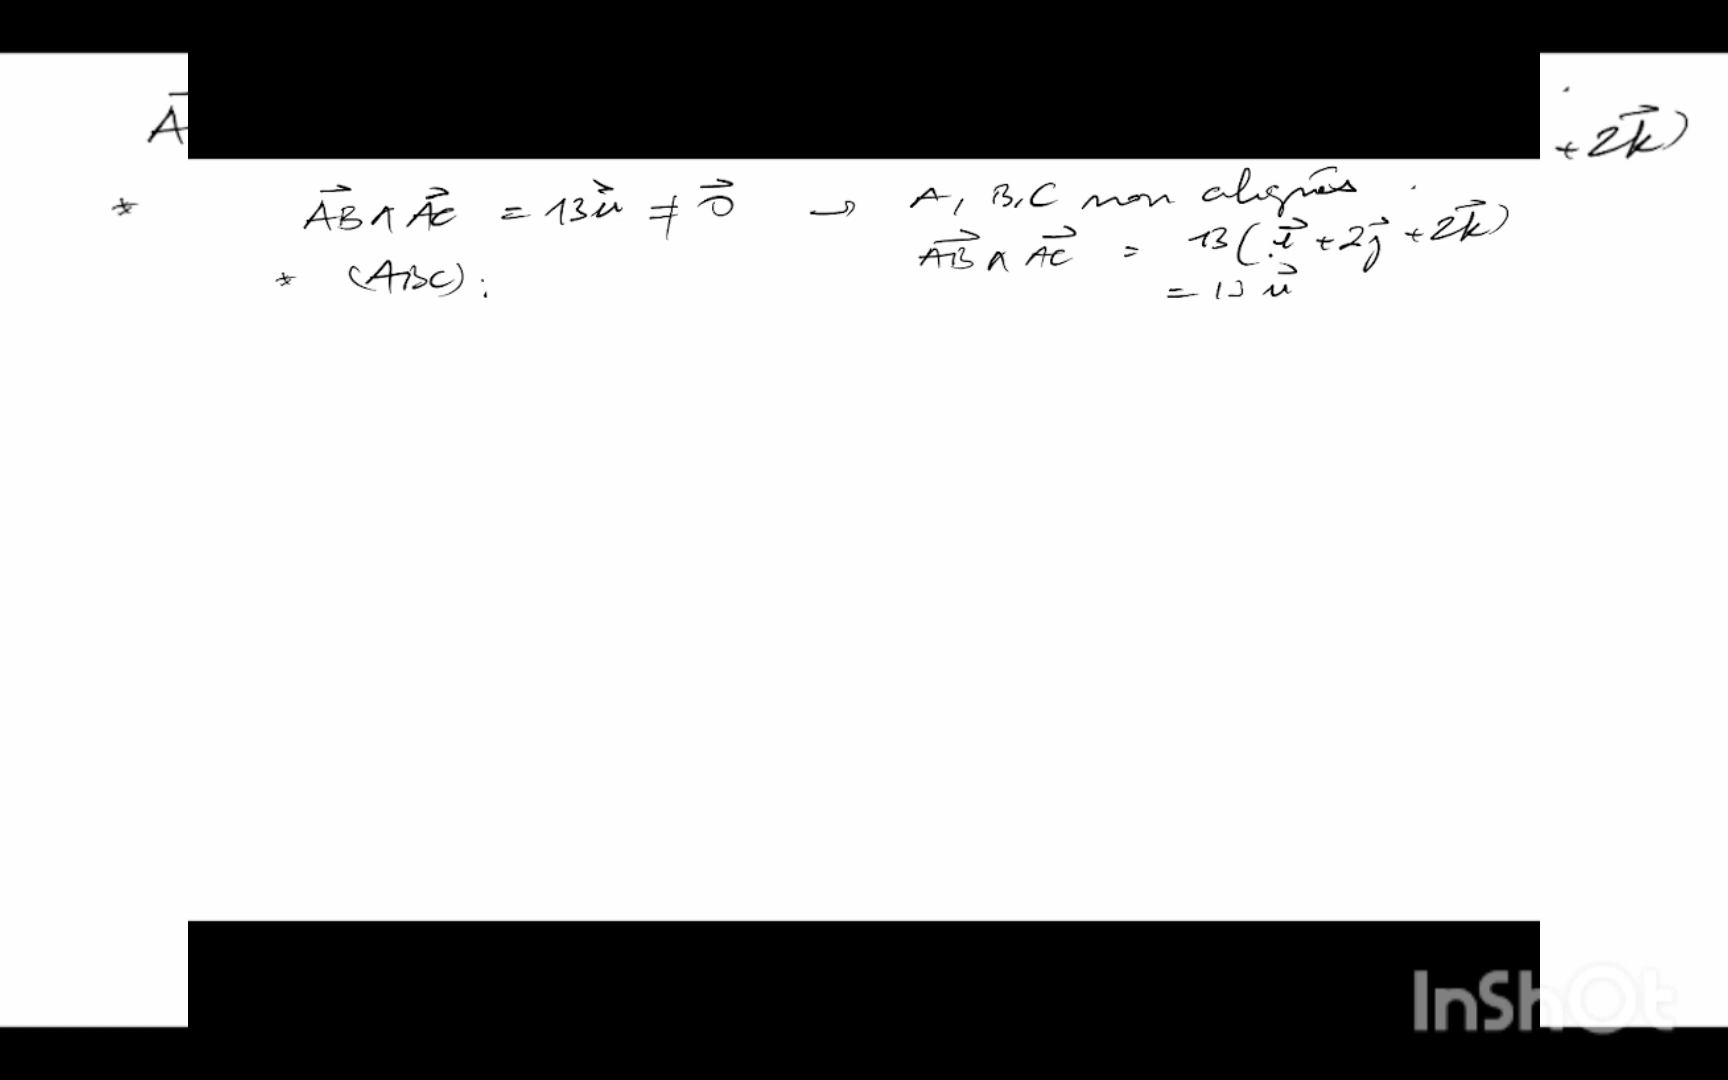 A + 2k⃗)
* AB⃗ ∧ AC⃗ = 13u⃗ ≠ 0⃗ → A, B, C non alignés
AB⃗ ∧ AC⃗ = 13(i⃗ + 2j⃗ + 2k⃗)
* (ABC) :
= 13 u⃗
InShOt